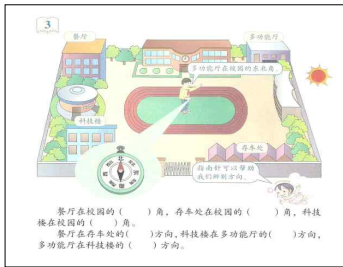 3
餐厅
多功能厅
多功能厅在校园的东北角。
科技楼
北
存车处
指南针可以帮助
我们辨别方向。
餐厅在校园的（　　）角，存车处在校园的（　　）角，科技
楼在校园的（　　）角。
餐厅在存车处的（　　）方向，科技楼在多功能厅的（　　）方向，
多功能厅在科技楼的（　　）方向。